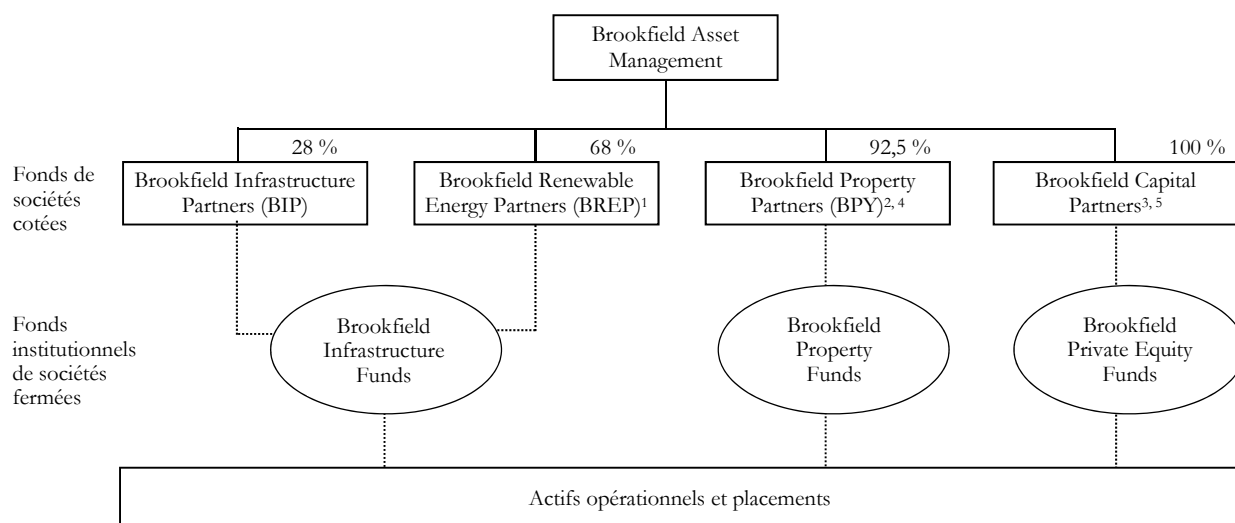 Brookfield Asset
Management
28 %
68 %
92,5 %
100 %
Fonds de
sociétés
cotées
Brookfield Infrastructure
Partners (BIP)
Brookfield Renewable
Energy Partners (BREP)¹
Brookfield Property
Partners (BPY)²,⁴
Brookfield Capital
Partners³,⁵
Fonds
institutionnels
de sociétés
fermées
Brookfield
Infrastructure
Funds
Brookfield
Property
Funds
Brookfield
Private Equity
Funds
Actifs opérationnels et placements